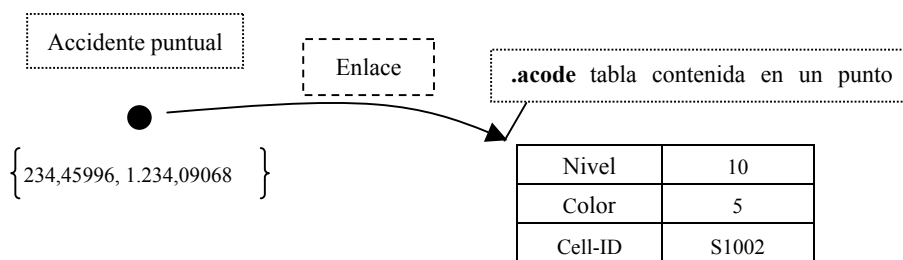 Accidente puntual
Enlace
.acode tabla contenida en un punto
{234,45996, 1.234,09068 }
Nivel 10
Color 5
Cell-ID S1002